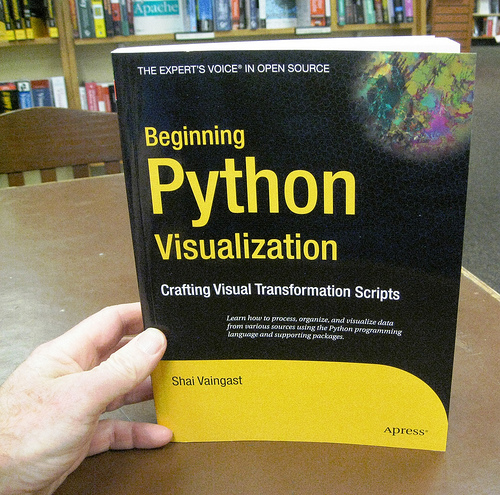 Apache
THE EXPERT'S VOICE® IN OPEN SOURCE
Beginning
Python
Visualization
Crafting Visual Transformation Scripts
Learn how to process, organize, and visualize data
from various sources using the Python programming
language and supporting packages.
Shai Vaingast
Apress®